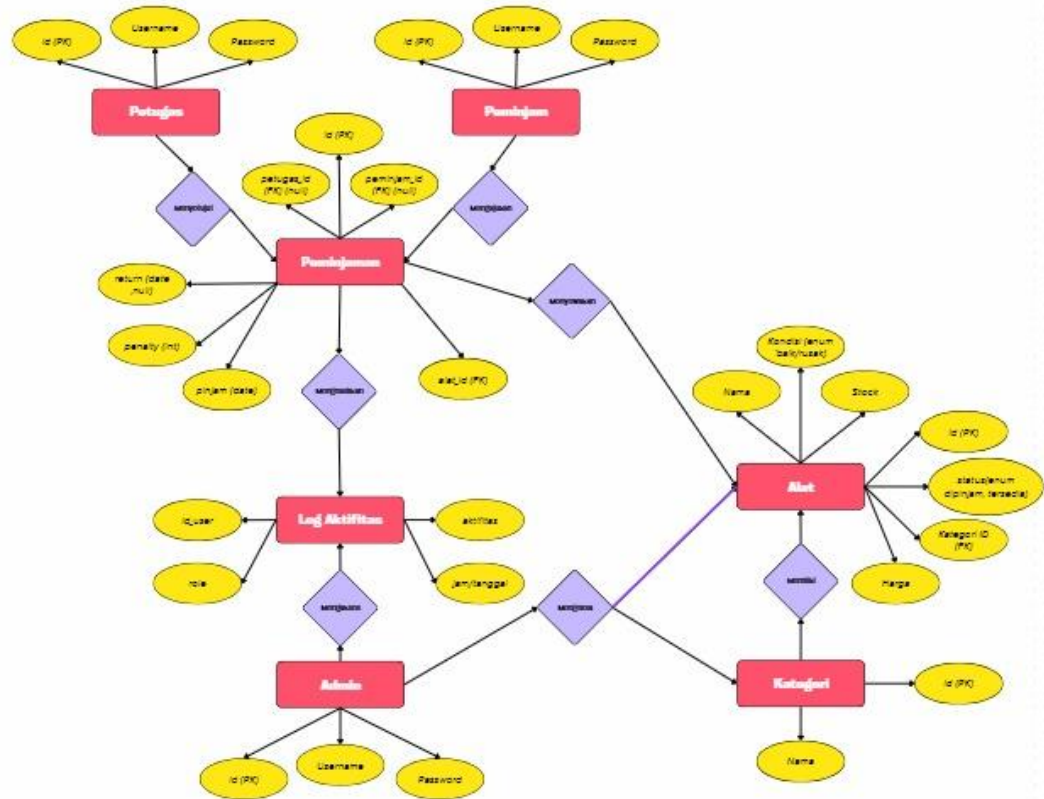 Username
Username
Id (PK)
Password
Id (PK)
Password
Petugas
Peminjam
Id (PK)
petugas_id
(FK) (null)
peminjam_id
(FK) (null)
Menyetujui
Mengajukan
Peminjaman
return (date
,null)
penalty (int)
pinjam (date)
alat_id (FK)
Kondisi (enum
baik/rusak)
Nama
Stock
Id (PK)
Alat
status(enum
dipinjam, tersedia)
Kategori ID
(FK)
Harga
id_user
Log Aktifitas
aktifitas
role
jam/tanggal
Memiliki
Admin
Kategori
Id (PK)
Id (PK)
Username
Password
Nama